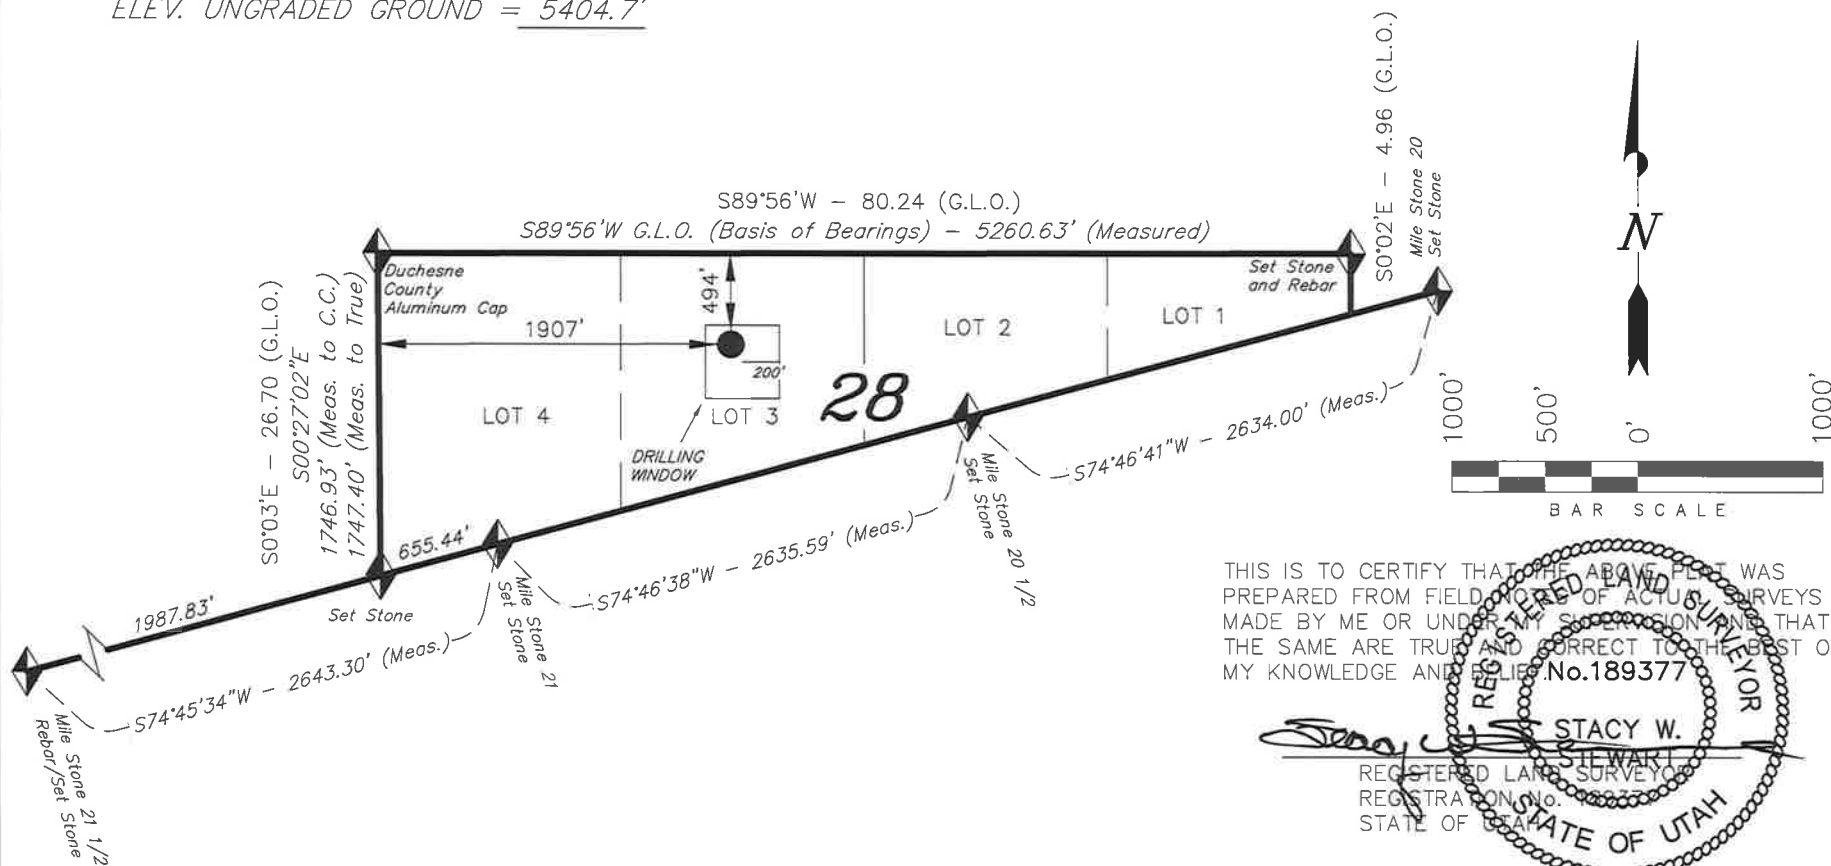 ELEV. UNGRADED GROUND = 5404.7'
S89°56'W – 80.24 (G.L.O.)
S89°56'W G.L.O. (Basis of Bearings) – 5260.63' (Measured)
S0°02'E – 4.96 (G.L.O.)
Mile Stone 20
Set Stone
N
Duchesne
County
Aluminum Cap
Set Stone
and Rebar
494'
1907'
200'
LOT 1
LOT 2
LOT 3
LOT 4
28
DRILLING
WINDOW
S0°03'E – 26.70 (G.L.O.)
S00°27'02"E
1746.93' (Meas. to C.C.)
1747.40' (Meas. to True)
S74°46'41"W – 2634.00' (Meas.)
Mile Stone 20 1/2
Set Stone
S74°46'38"W – 2635.59' (Meas.)
655.44'
Mile Stone 21
Set Stone
Set Stone
1987.83'
S74°45'34"W – 2643.30' (Meas.)
Mile Stone 21 1/2
Rebar/Set Stone
1000'
500'
0'
1000'
BAR SCALE
THIS IS TO CERTIFY THAT THE ABOVE PLAT WAS
PREPARED FROM FIELD NOTES OF ACTUAL SURVEYS
MADE BY ME OR UNDER MY SUPERVISION AND THAT
THE SAME ARE TRUE AND CORRECT TO THE BEST O
MY KNOWLEDGE AND BELIEF.
REGISTERED LAND SURVEYOR
No.189377
STACY W.
STEWART
STATE OF UTAH
REGISTERED LAND SURVEYOR
REGISTRATION No. 189377
STATE OF UTAH